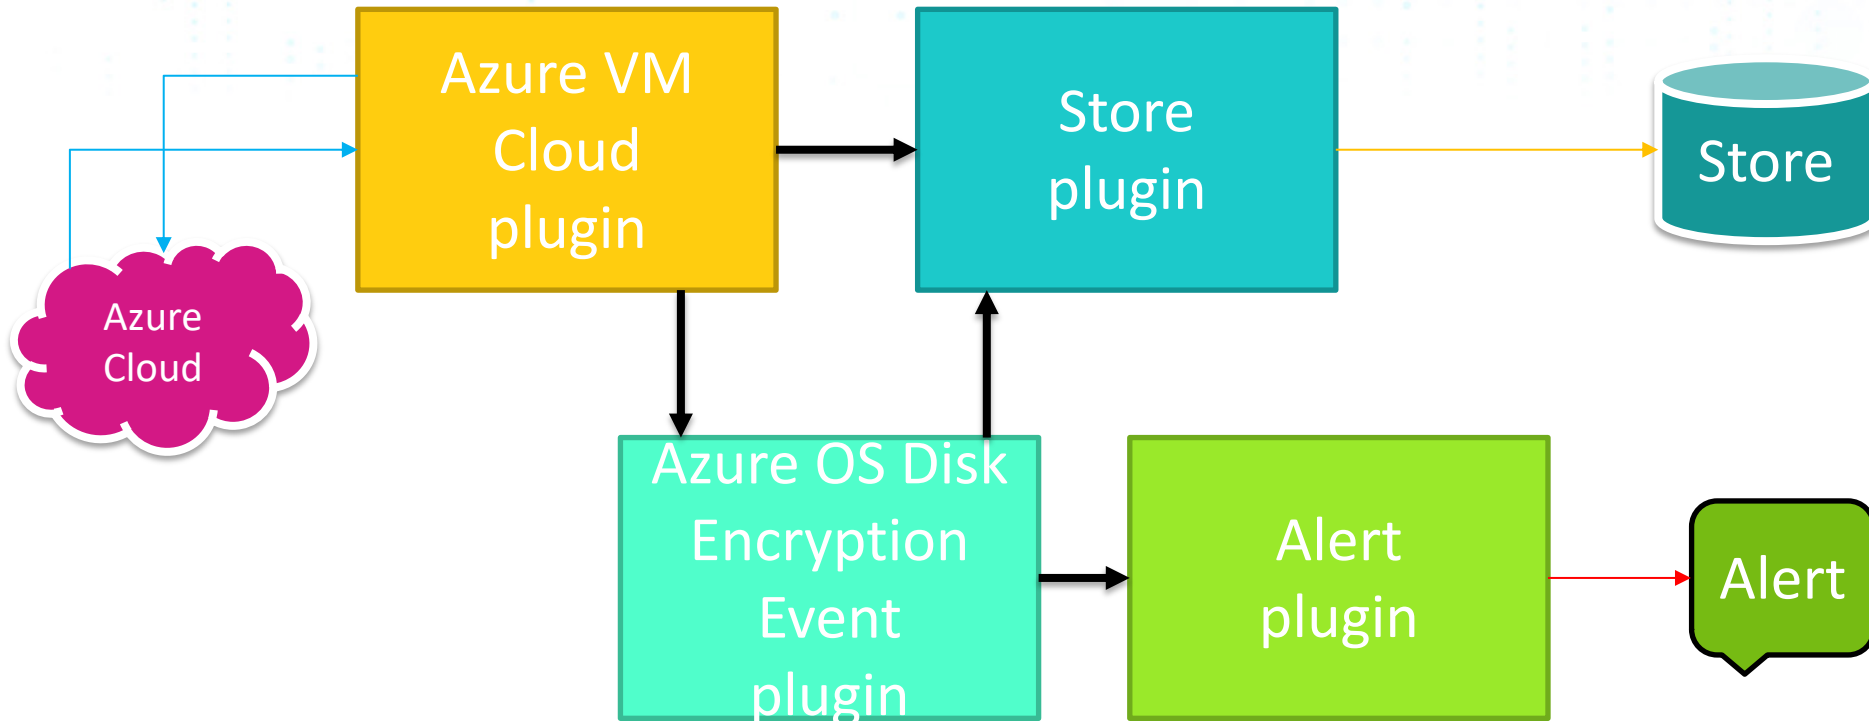 Azure VM
Cloud
plugin
Store
plugin
Store
Azure
Cloud
Azure OS Disk
Encryption
Event
plugin
Alert
plugin
Alert